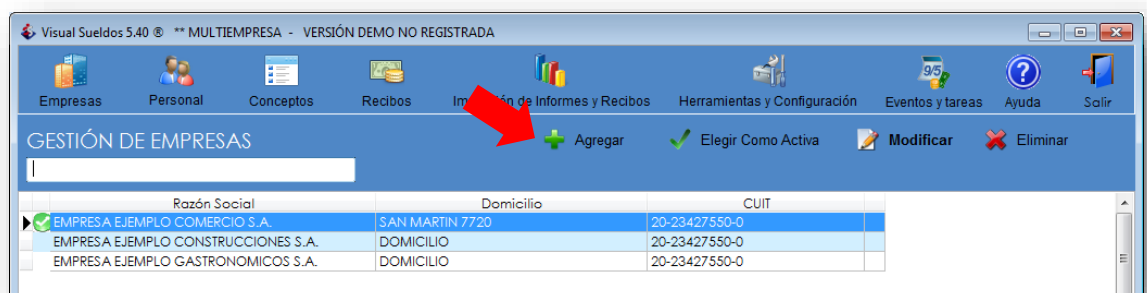 Visual Sueldos 5.40 ® ** MULTIEMPRESA - VERSIÓN DEMO NO REGISTRADA
Empresas Personal Conceptos Recibos de Informes y Recibos Herramientas y Configuración Eventos y tareas Ayuda Salir
GESTIÓN DE EMPRESAS
Agregar Elegir Como Activa Modificar Eliminar
Razón Social Domicilio CUIT
EMPRESA EJEMPLO COMERCIO S.A. SAN MARTIN 7720 20-23427550-0
EMPRESA EJEMPLO CONSTRUCCIONES S.A. DOMICILIO 20-23427550-0
EMPRESA EJEMPLO GASTRONOMICOS S.A. DOMICILIO 20-23427550-0